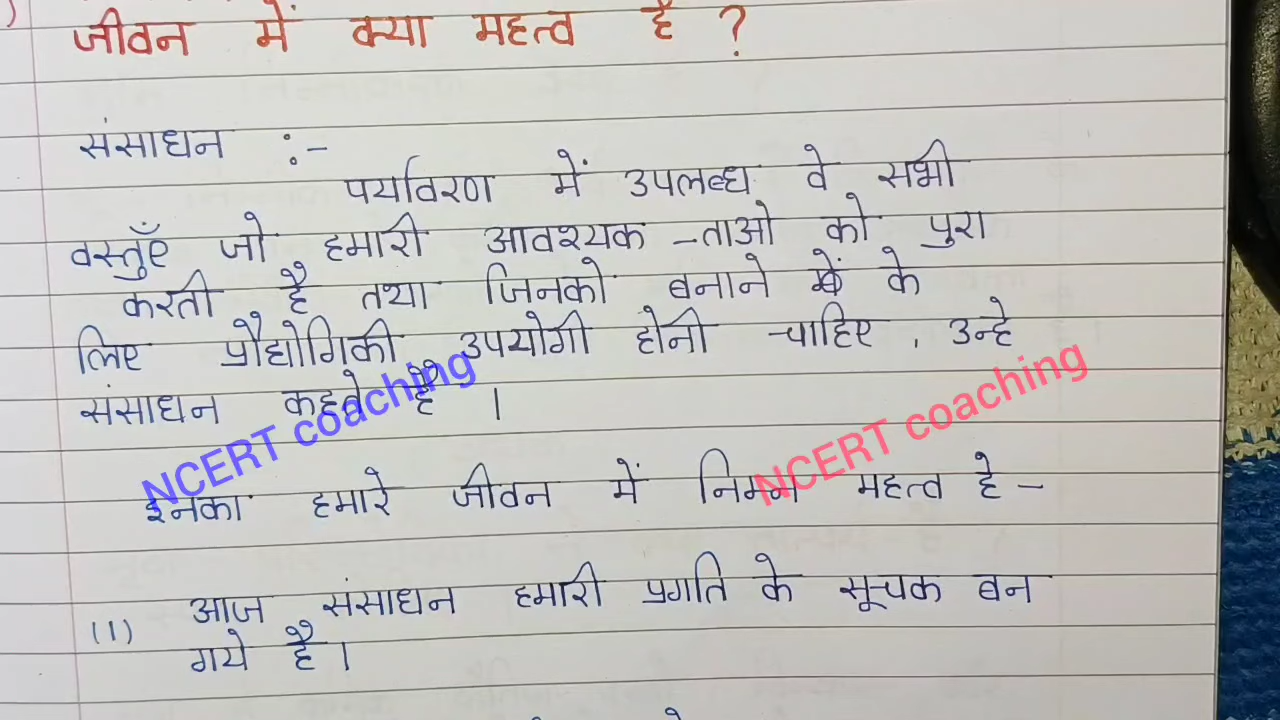 जीवन में क्या महत्व है ?
संसाधन :-
पर्यावरण में उपलब्ध वे सभी
वस्तुएँ जो हमारी आवश्यक -ताओ को पुरा
करती है तथा जिनको बनाने के
लिए प्रौद्योगिकी उपयोगी होनी चाहिए , उन्हे
संसाधन कहते है ।
NCERT coaching
NCERT coaching
इनका हमारे जीवन में निमन महत्व है -
(1) आज संसाधन हमारी प्रगति के सूचक बन
गये है ।